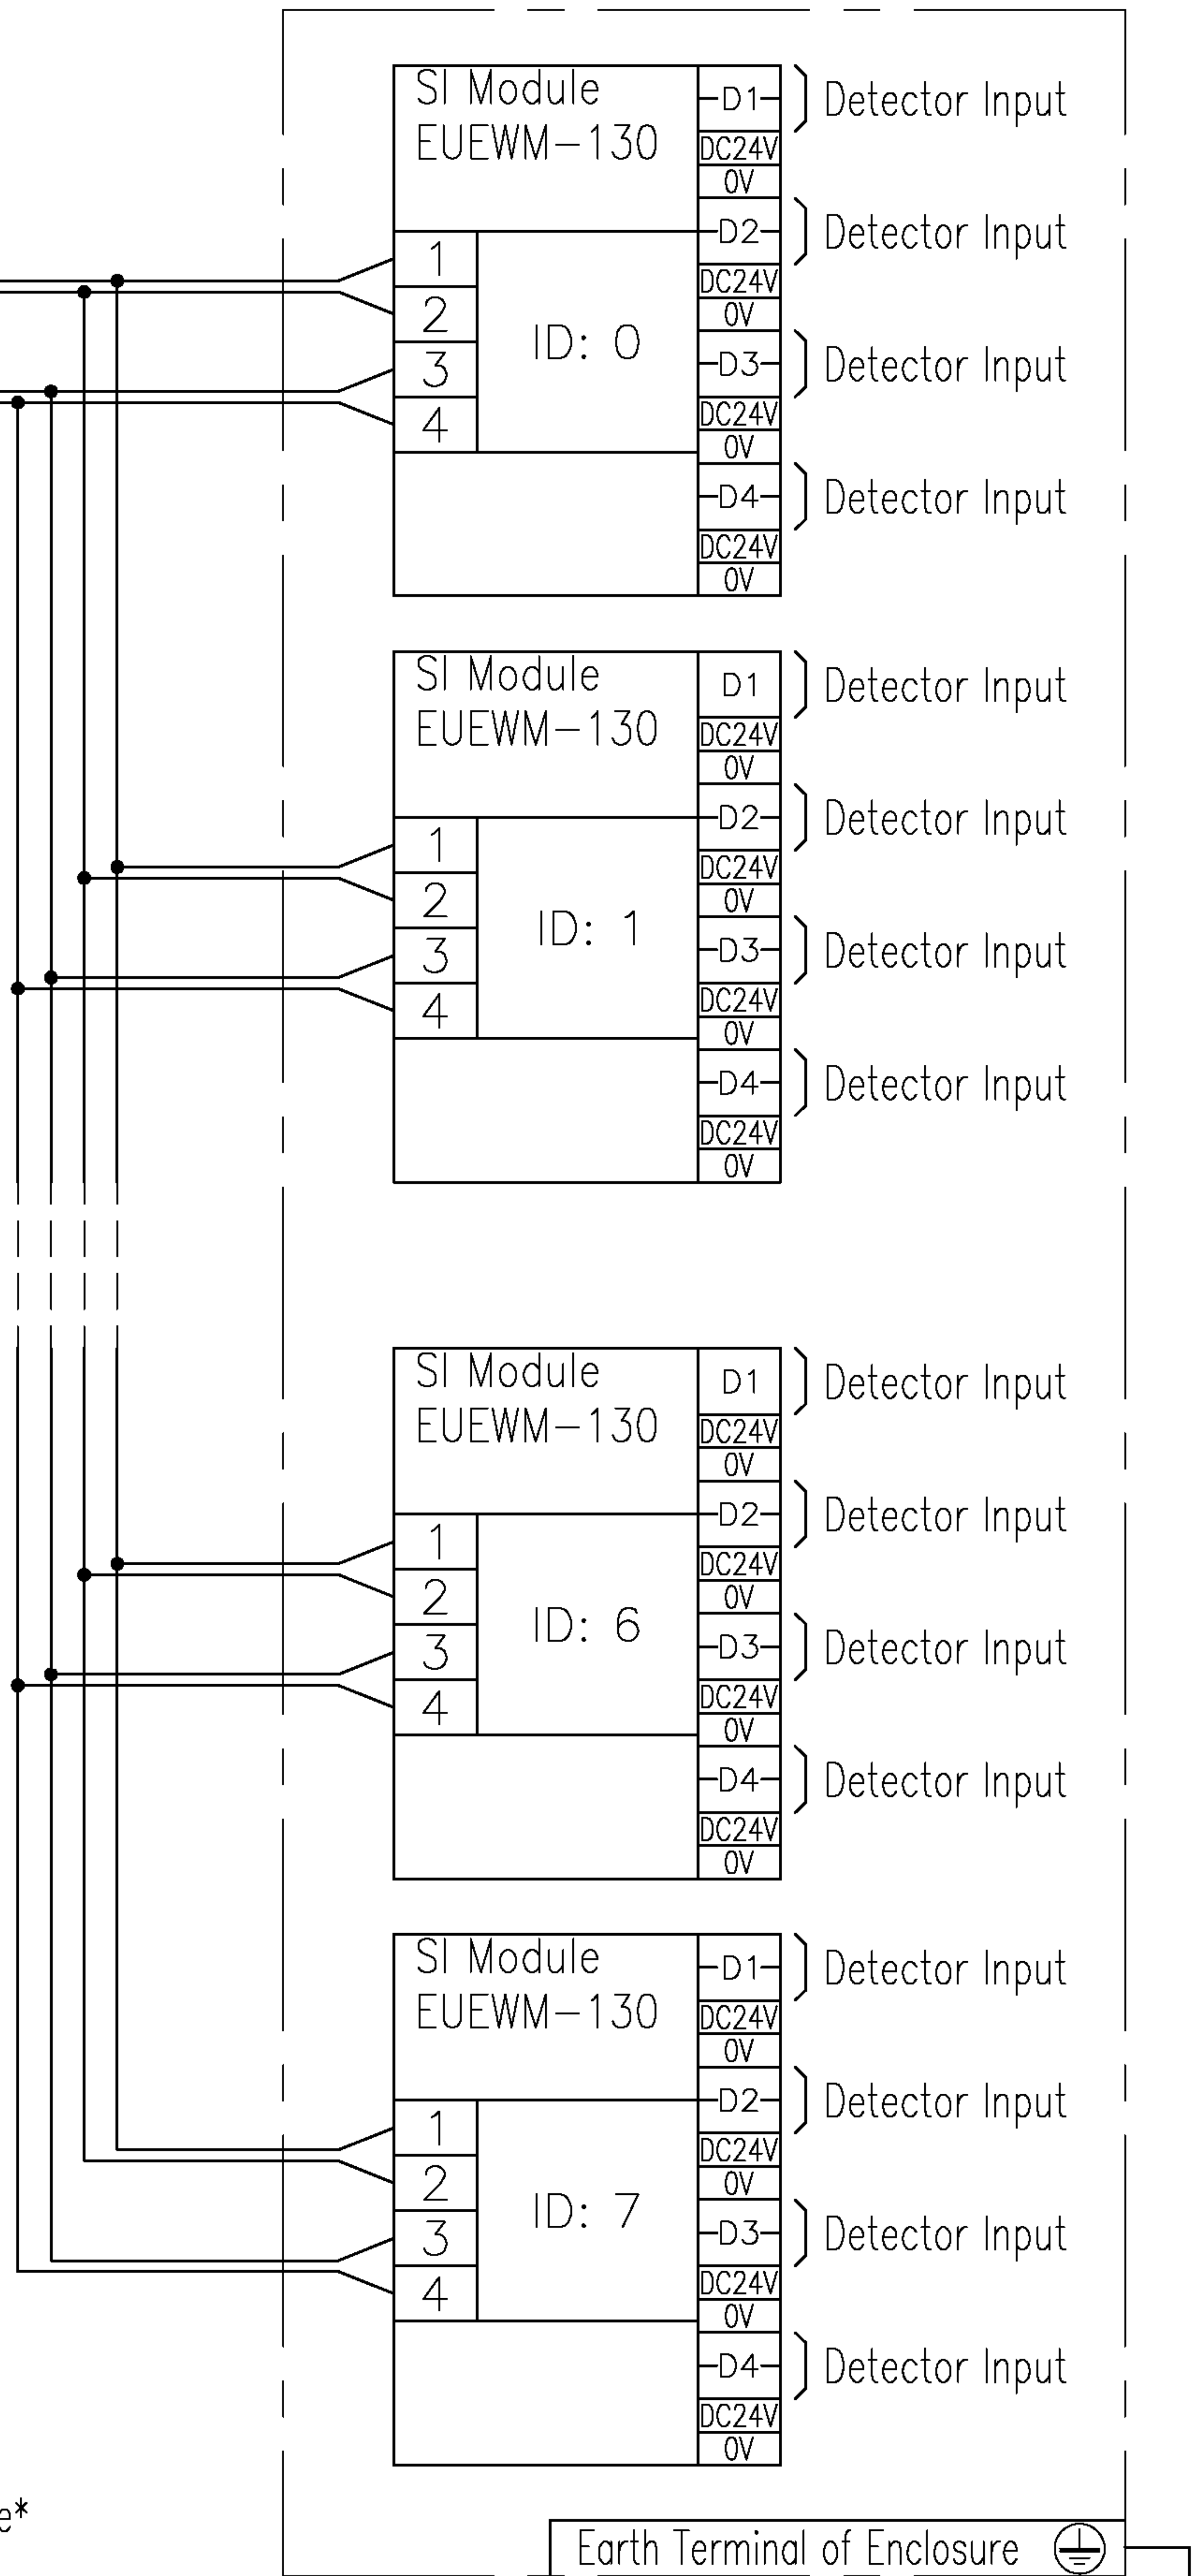 SI Module
EUEWM-130
D1
Detector Input
DC24V
0V
D2
Detector Input
DC24V
0V
D3
Detector Input
DC24V
0V
D4
Detector Input
DC24V
0V
1
2
3
4
ID: 0
SI Module
EUEWM-130
D1
Detector Input
DC24V
0V
D2
Detector Input
DC24V
0V
D3
Detector Input
DC24V
0V
D4
Detector Input
DC24V
0V
1
2
3
4
ID: 1
SI Module
EUEWM-130
D1
Detector Input
DC24V
0V
D2
Detector Input
DC24V
0V
D3
Detector Input
DC24V
0V
D4
Detector Input
DC24V
0V
1
2
3
4
ID: 6
SI Module
EUEWM-130
D1
Detector Input
DC24V
0V
D2
Detector Input
DC24V
0V
D3
Detector Input
DC24V
0V
D4
Detector Input
DC24V
0V
1
2
3
4
ID: 7
Earth Terminal of Enclosure